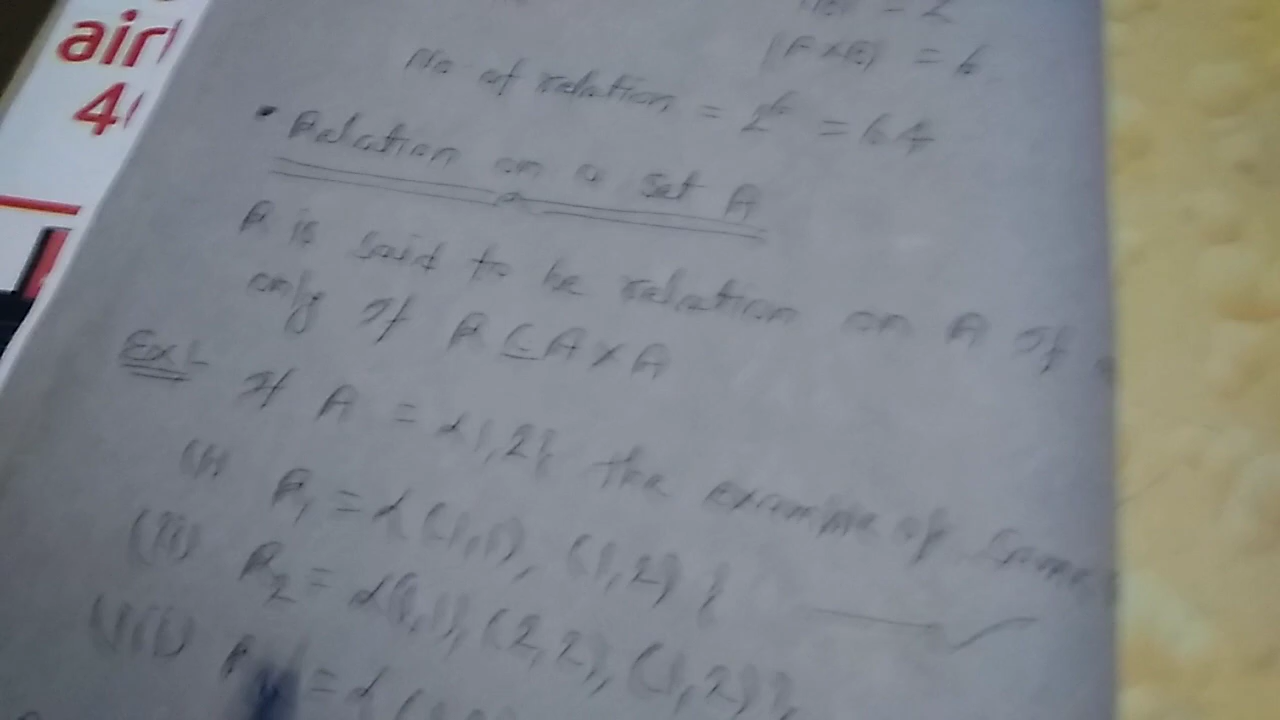 air
4
= 2
|A×B| = 6
No of relation = 2⁶ = 64
• Relation on a set A
R is said to be relation on A if
only if R ⊆ A×A
Ex:- If A = {1,2} the example of some
(i) R₁ = {(1,1), (1,2)}
(ii) R₂ = {(1,1), (2,2), (1,2)},
(iii) R = {(